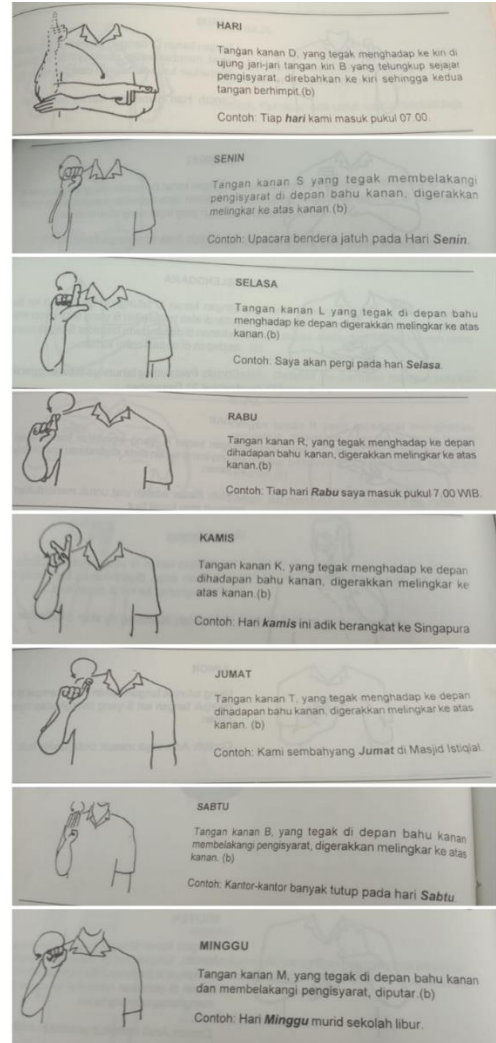 HARI
Tangan kanan D, yang tegak menghadap ke kiri di
ujung jari-jari tangan kiri B yang telungkup sejajar
pengisyarat, direbahkan ke kiri sehingga kedua
tangan berhimpit.(b)
Contoh: Tiap hari kami masuk pukul 07.00.
SENIN
Tangan kanan S yang tegak membelakangi
pengisyarat di depan bahu kanan, digerakkan
melingkar ke atas kanan.(b)
Contoh: Upacara bendera jatuh pada Hari Senin.
SELASA
Tangan kanan L yang tegak di depan bahu
menghadap ke depan digerakkan melingkar ke atas
kanan.(b)
Contoh: Saya akan pergi pada hari Selasa.
RABU
Tangan kanan R, yang tegak menghadap ke depan
dihadapan bahu kanan, digerakkan melingkar ke atas
kanan.(b)
Contoh: Tiap hari Rabu saya masuk pukul 7.00 WIB.
KAMIS
Tangan kanan K, yang tegak menghadap ke depan
dihadapan bahu kanan, digerakkan melingkar ke
atas kanan.(b)
Contoh: Hari kamis ini adik berangkat ke Singapura
JUMAT
Tangan kanan T, yang tegak menghadap ke depan
dihadapan bahu kanan, digerakkan melingkar ke atas
kanan. (b)
Contoh: Kami sembahyang Jumat di Masjid Istiqlal.
SABTU
Tangan kanan B, yang tegak di depan bahu kanan
membelakangi pengisyarat, digerakkan melingkar ke atas
kanan. (b)
Contoh: Kantor-kantor banyak tutup pada hari Sabtu.
MINGGU
Tangan kanan M, yang tegak di depan bahu kanan
dan membelakangi pengisyarat, diputar.(b)
Contoh: Hari Minggu murid sekolah libur.